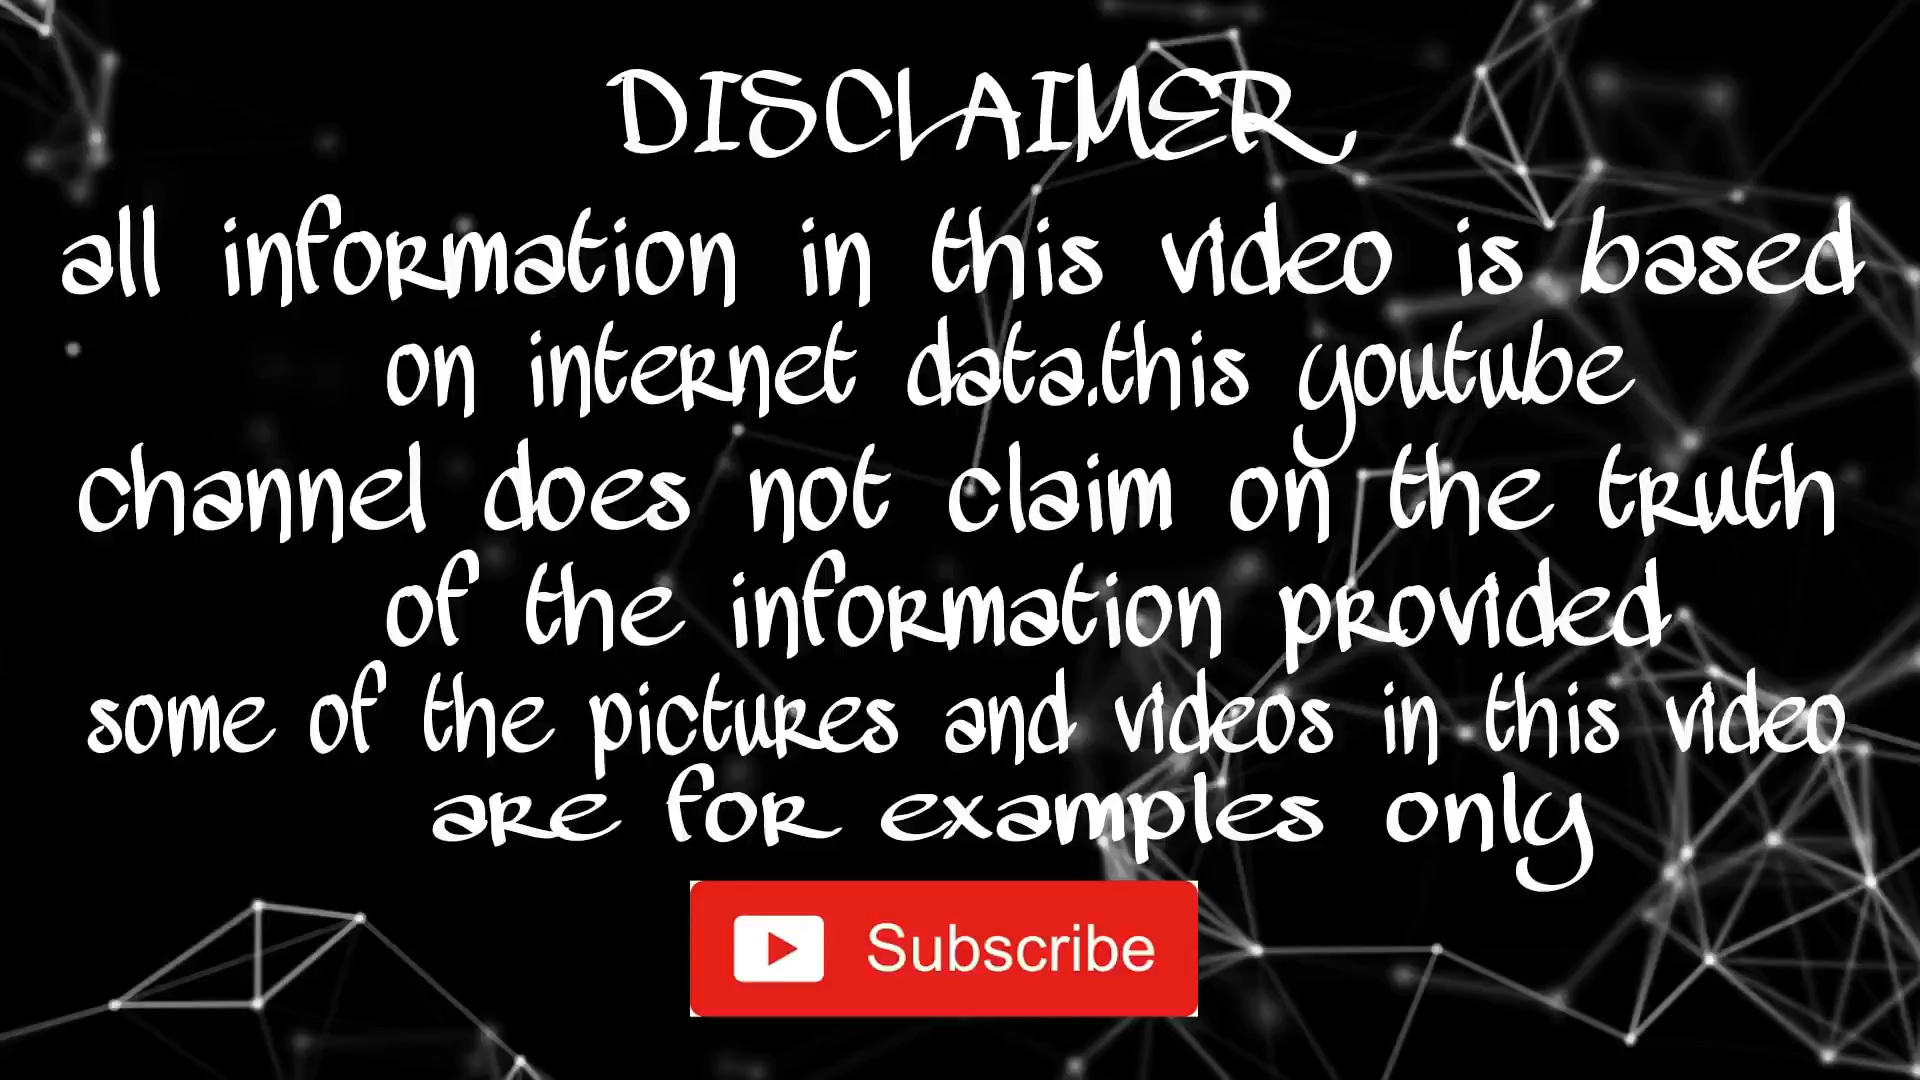 DISCLAIMER
all information in this video is based
on internet data.this youtube
channel does not claim on the truth
of the information provided
some of the pictures and videos in this video
are for examples only
Subscribe